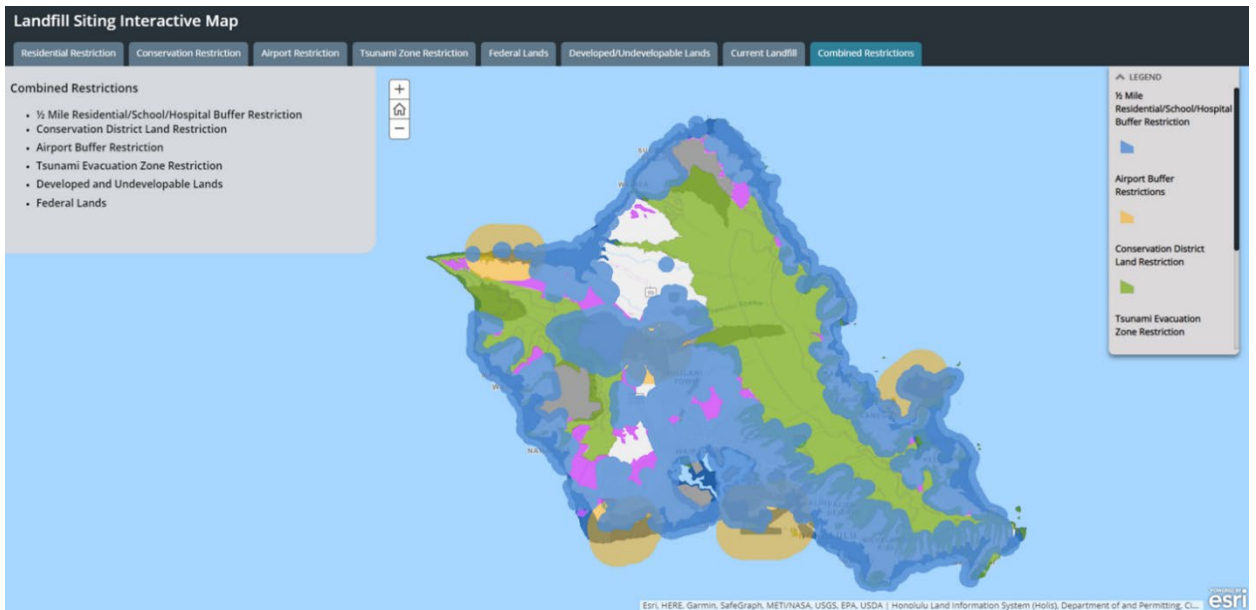 Landfill Siting Interactive Map
Residential Restriction
Conservation Restriction
Airport Restriction
Tsunami Zone Restriction
Federal Lands
Developed/Undevelopable Lands
Current Landfill
Combined Restrictions
Combined Restrictions
• ½ Mile Residential/School/Hospital Buffer Restriction
• Conservation District Land Restriction
• Airport Buffer Restriction
• Tsunami Evacuation Zone Restriction
• Developed and Undevelopable Lands
• Federal Lands
+
−
LEGEND
½ Mile
Residential/School/Hospital
Buffer Restriction
Airport Buffer
Restrictions
Conservation District
Land Restriction
Tsunami Evacuation
Zone Restriction
Esri, HERE, Garmin, SafeGraph, METI/NASA, USGS, EPA, USDA | Honolulu Land Information System (Holis), Department of and Permitting, Ci...
POWERED BY
esri